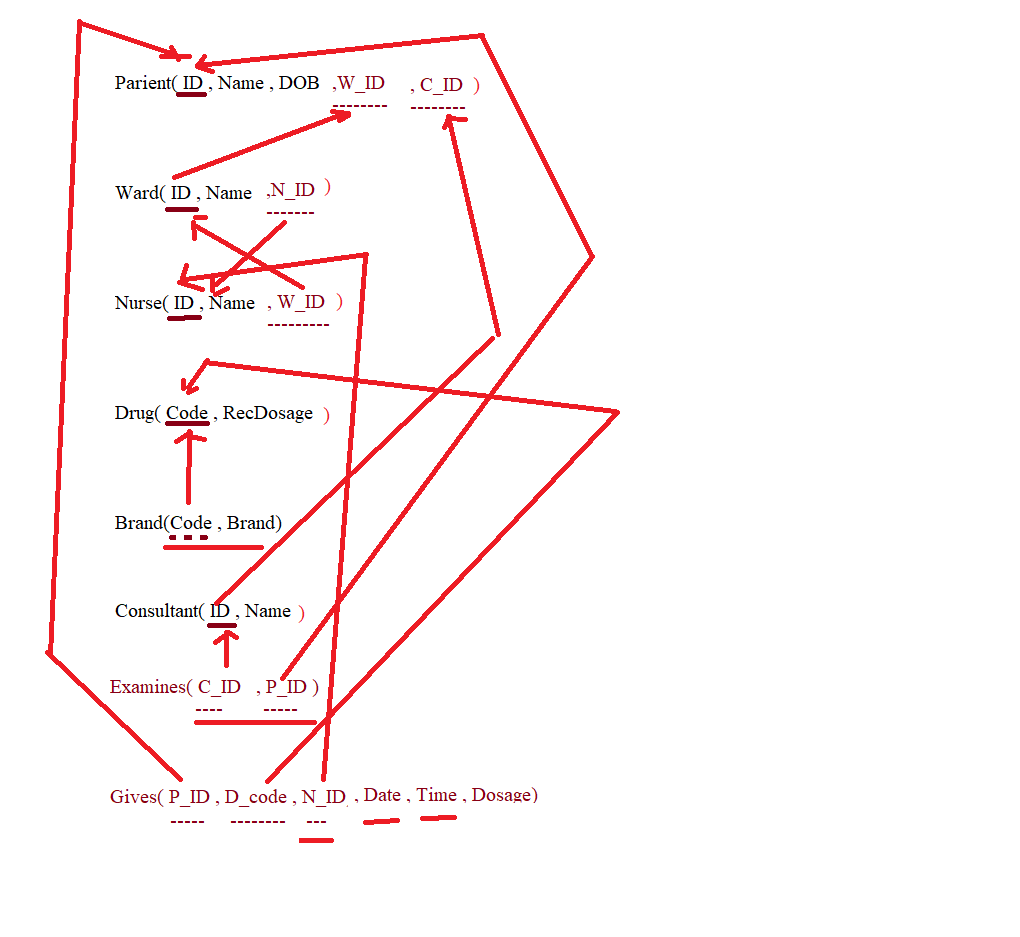 Parient( ID , Name , DOB ,W_ID , C_ID )
Ward( ID , Name ,N_ID )
Nurse( ID , Name , W_ID )
Drug( Code , RecDosage )
Brand(Code , Brand)
Consultant( ID , Name )
Examines( C_ID , P_ID )
Gives( P_ID , D_code , N_ID , Date , Time , Dosage)